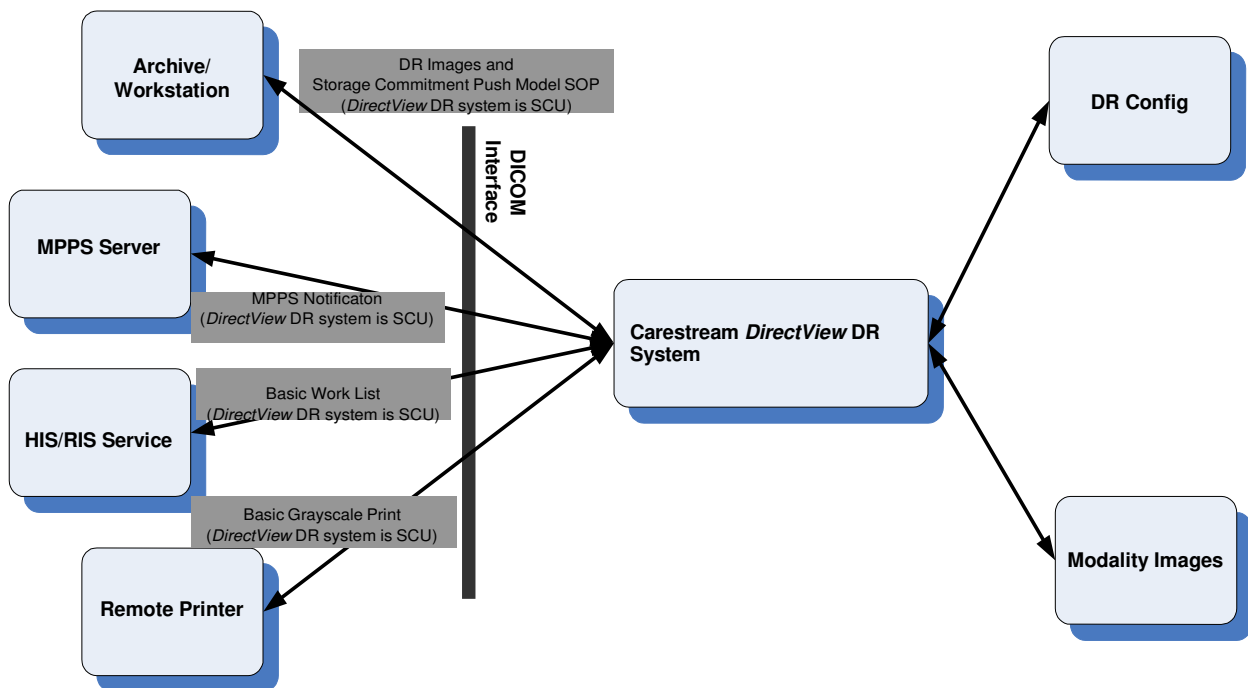 Archive/
Workstation
DR Images and
Storage Commitment Push Model SOP
(DirectView DR system is SCU)
DR Config
DICOM
Interface
MPPS Server
MPPS Notificaton
(DirectView DR system is SCU)
Carestream DirectView DR
System
HIS/RIS Service
Basic Work List
(DirectView DR system is SCU)
Basic Grayscale Print
(DirectView DR system is SCU)
Modality Images
Remote Printer